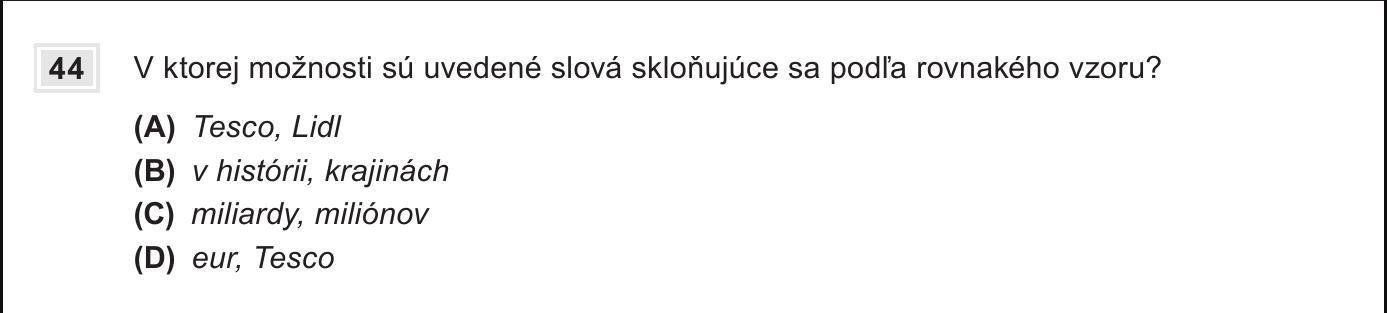 44 V ktorej možnosti sú uvedené slová skloňujúce sa podľa rovnakého vzoru?
(A) Tesco, Lidl
(B) v histórii, krajinách
(C) miliardy, miliónov
(D) eur, Tesco